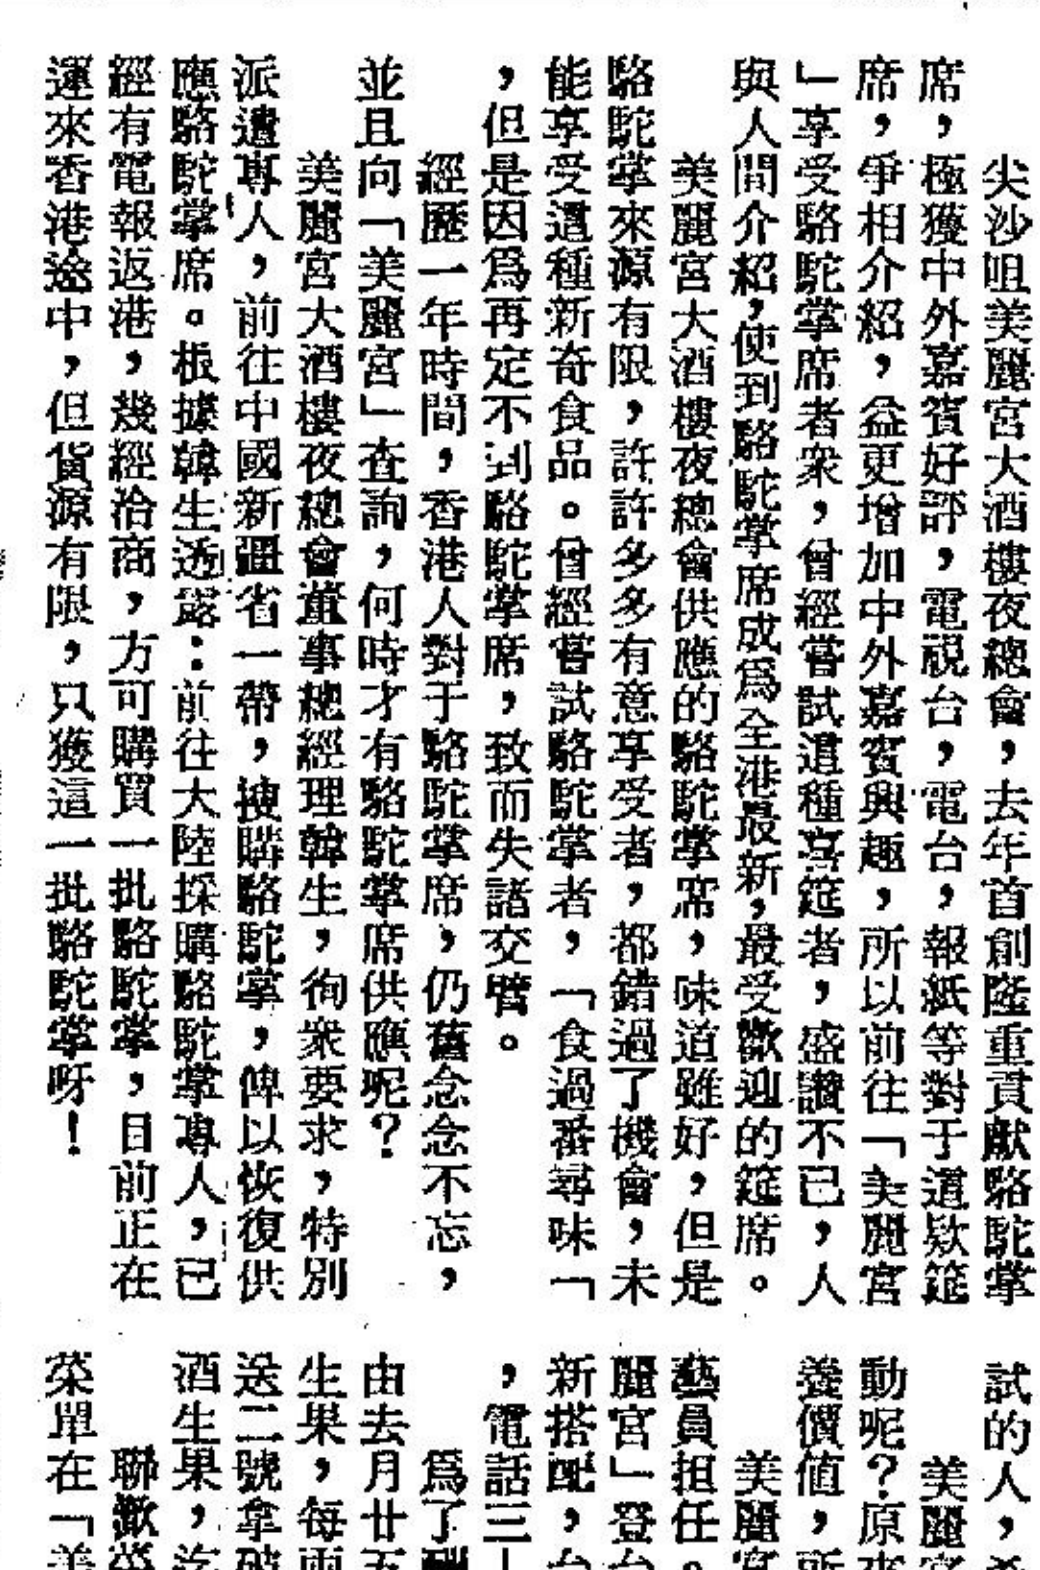 尖沙咀美麗宮大酒樓夜總會，去年首創隆重貢獻駱駝掌
席，極獲中外嘉賓好評，電視台，電台，報紙等對于這欵筵
席，爭相介紹，益更增加中外嘉賓興趣，所以前往「美麗宮
」享受駱駝掌席者衆，曾經嘗試這種喜筵者，盛讚不已，人
與人間介紹，使到駱駝掌席成爲全港最新，最受歡迎的筵席。
美麗宮大酒樓夜總會供應的駱駝掌席，味道雖好，但是
駱駝掌來源有限，許許多多有意享受者，都錯過了機會，未
能享受這種新奇食品。曾經嘗試駱駝掌者，「食過番尋味「
，但是因爲再定不到駱駝掌席，致而失諸交臂。
經歷一年時間，香港人對于駱駝掌席，仍舊念念不忘，
並且向「美麗宮」查詢，何時才有駱駝掌席供應呢？
美麗宮大酒樓夜總會董事總經理韓生，徇衆要求，特別
派遣專人，前往中國新疆省一帶，搜購駱駝掌，俾以恢復供
應駱駝掌席。根據韓生透露：前往大陸採購駱駝掌專人，已
經有電報返港，幾經洽商，方可購買一批駱駝掌，目前正在
運來香港途中，但貨源有限，只獲這一批駱駝掌呀！
試的人，
美麗
動呢？原來
養價值，所
美麗宮
藝員担任。
麗宮」登台
新搭配，台
，電話三
爲了酬
由去月廿五
生果，每兩
送二號拿破
酒生果，迄
聯歡菜
菜單在「美